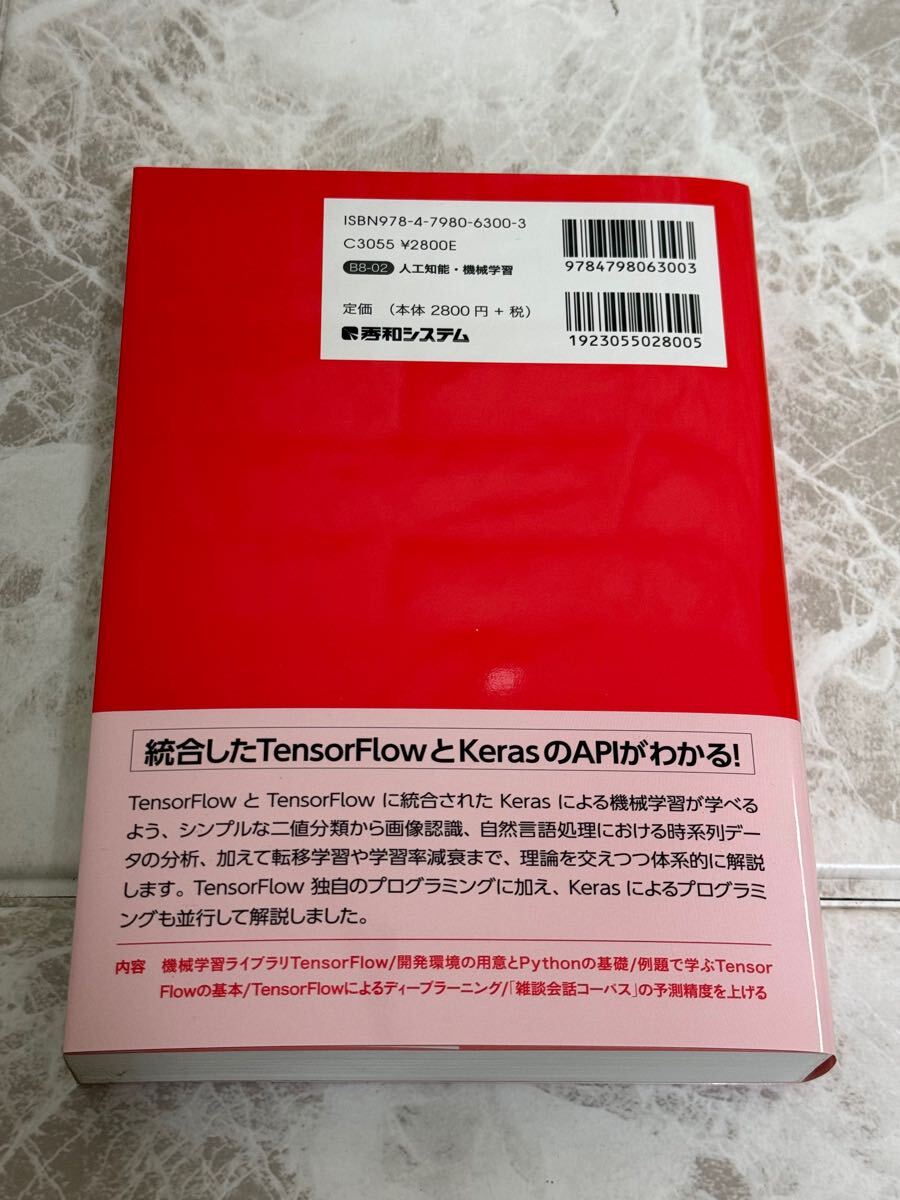 ISBN978-4-7980-6300-3
C3055 ¥2800E
B8-02 人工知能・機械学習
定価 (本体 2800円+税)
秀和システム
9784798063003
1923055028005
統合したTensorFlowとKerasのAPIがわかる!
TensorFlow と TensorFlow に統合された Keras による機械学習が学べる
よう、シンプルな二値分類から画像認識、自然言語処理における時系列デー
タの分析、加えて転移学習や学習率減衰まで、理論を交えつつ体系的に解説
します。TensorFlow 独自のプログラミングに加え、Keras によるプログラミ
ングも並行して解説しました。
内容 機械学習ライブラリTensorFlow/開発環境の用意とPythonの基礎/例題で学ぶTensor
Flowの基本/TensorFlowによるディープラーニング/「雑談会話コーパス」の予測精度を上げる